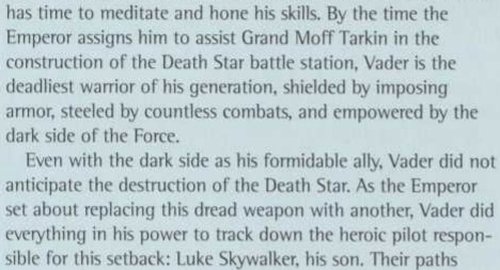 has time to meditate and hone his skills. By the time the
Emperor assigns him to assist Grand Moff Tarkin in the
construction of the Death Star battle station, Vader is the
deadliest warrior of his generation, shielded by imposing
armor, steeled by countless combats, and empowered by the
dark side of the Force.
Even with the dark side as his formidable ally, Vader did not
anticipate the destruction of the Death Star. As the Emperor
set about replacing this dread weapon with another, Vader did
everything in his power to track down the heroic pilot respon-
sible for this setback: Luke Skywalker, his son. Their paths